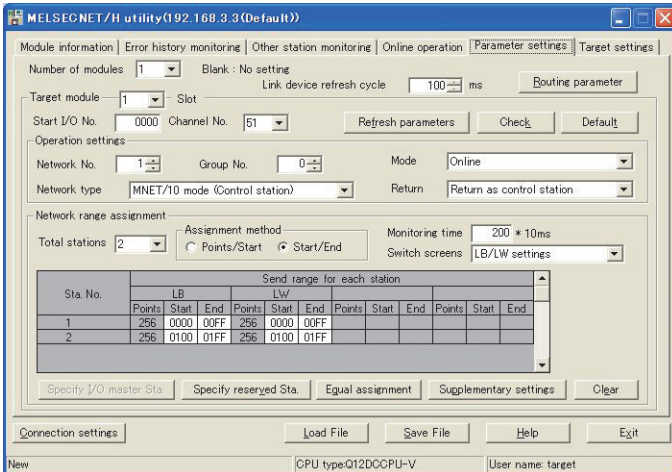 MELSECNET/H utility(192.168.3.3(Default))
Module information Error history monitoring Other station monitoring Online operation Parameter settings Target settings
Number of modules 1 Blank : No setting
Link device refresh cycle 100 ms Routing parameter
Target module 1 Slot
Start I/O No. 0000 Channel No. 51 Refresh parameters Check Default
Operation settings
Network No. 1 Group No. 0 Mode Online
Network type MNET/10 mode (Control station) Return Return as control station
Network range assignment
Total stations 2 Assignment method Monitoring time 200 * 10ms
Points/Start Start/End Switch screens LB/LW settings
Send range for each station
Sta. No. LB LW
Points Start End Points Start End Points Start End Points Start End
1 256 0000 00FF 256 0000 00FF
2 256 0100 01FF 256 0100 01FF
Specify I/O master Sta. Specify reserved Sta. Equal assignment Supplementary settings Clear
Connection settings Load File Save File Help Exit
New CPU type:Q12DCCPU-V User name: target